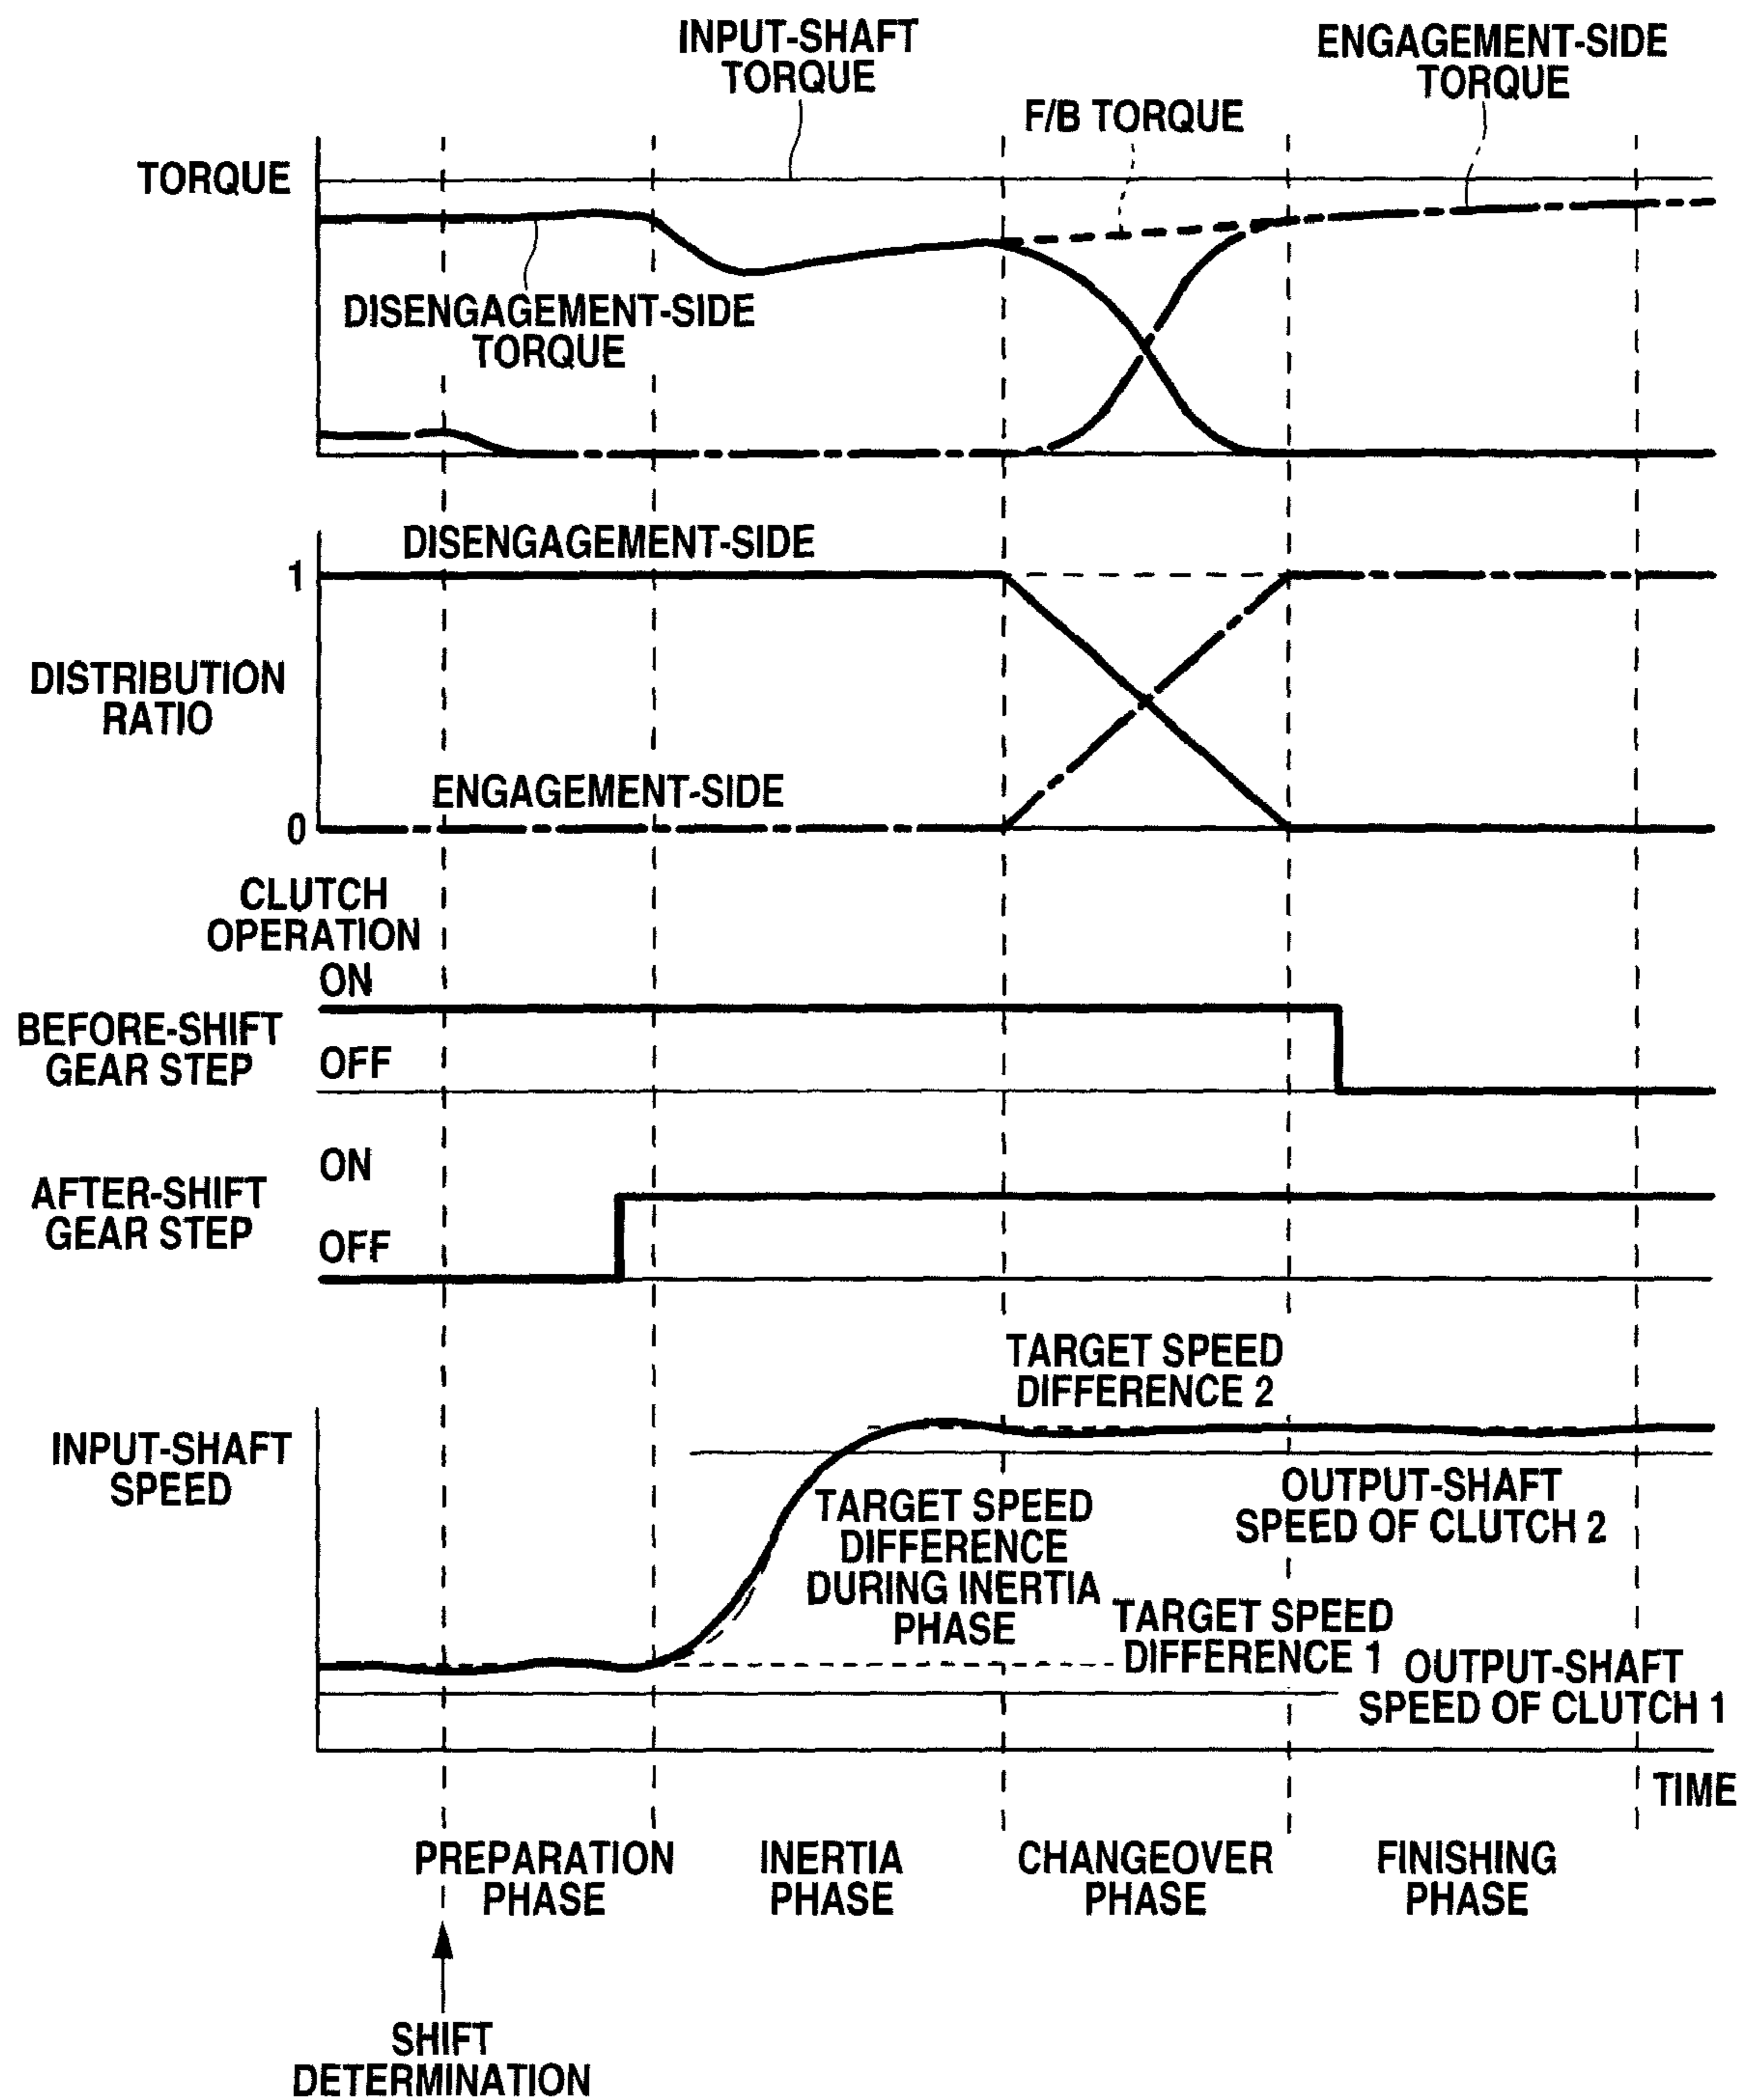 INPUT-SHAFT
TORQUE
ENGAGEMENT-SIDE
TORQUE
F/B TORQUE
TORQUE
DISENGAGEMENT-SIDE
TORQUE
DISENGAGEMENT-SIDE
1
DISTRIBUTION
RATIO
ENGAGEMENT-SIDE
0
CLUTCH
OPERATION
ON
BEFORE-SHIFT
GEAR STEP
OFF
ON
AFTER-SHIFT
GEAR STEP
OFF
TARGET SPEED
DIFFERENCE 2
INPUT-SHAFT
SPEED
OUTPUT-SHAFT
SPEED OF CLUTCH 2
TARGET SPEED
DIFFERENCE
DURING INERTIA
PHASE
TARGET SPEED
DIFFERENCE 1
OUTPUT-SHAFT
SPEED OF CLUTCH 1
TIME
PREPARATION
PHASE
INERTIA
PHASE
CHANGEOVER
PHASE
FINISHING
PHASE
SHIFT
DETERMINATION